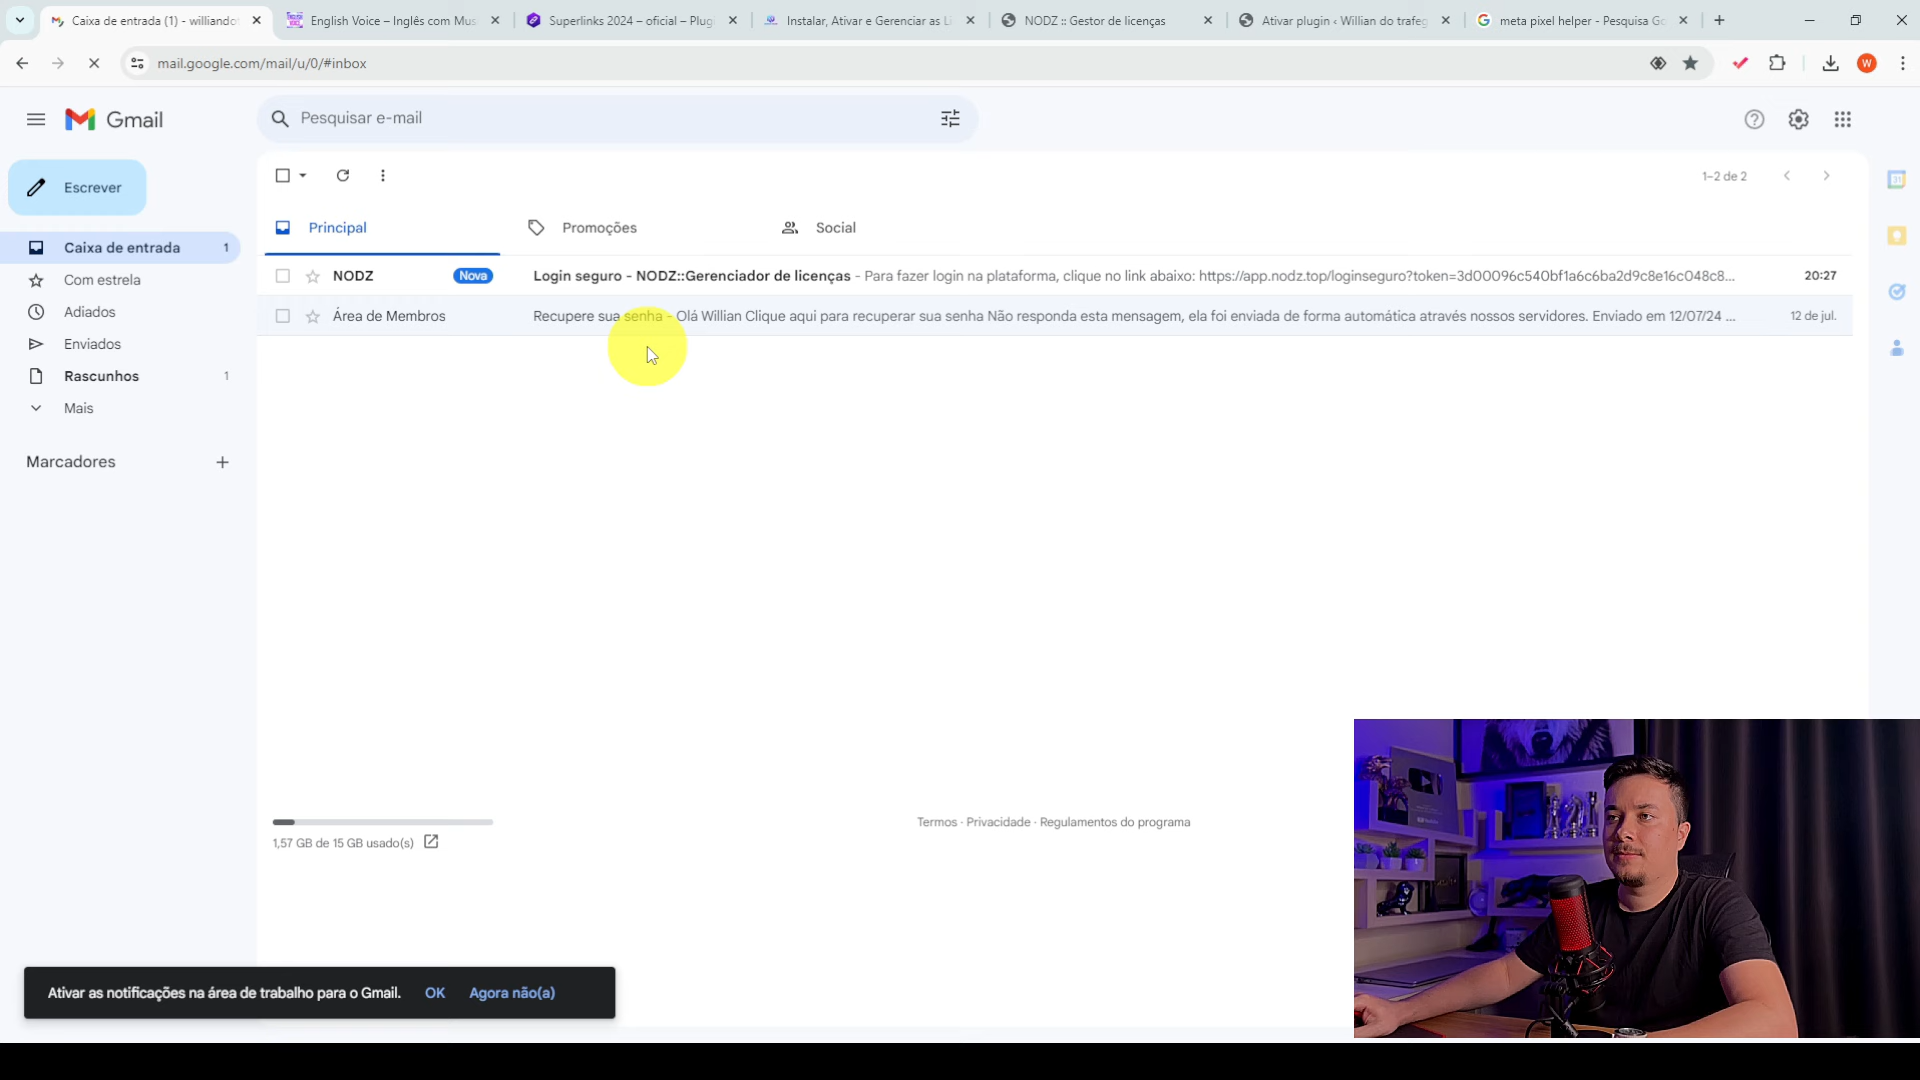 Caixa de entrada (1) - williandot
English Voice – Inglês com Mus
Superlinks 2024 – oficial – Plug
Instalar, Ativar e Gerenciar as Li
NODZ :: Gestor de licenças
Ativar plugin ‹ Willian do trafeg
meta pixel helper - Pesquisa Go
mail.google.com/mail/u/0/#inbox
W
Gmail
Pesquisar e-mail
Escrever
1–2 de 2
31
Principal
Promoções
Social
Caixa de entrada 1
Com estrela
Adiados
Enviados
Rascunhos 1
Mais
Marcadores
NODZ Nova Login seguro - NODZ::Gerenciador de licenças - Para fazer login na plataforma, clique no link abaixo: https://app.nodz.top/loginseguro?token=3d00096c540bf1a6c6ba2d9c8e16c048c8... 20:27
Área de Membros Recupere sua senha - Olá Willian Clique aqui para recuperar sua senha Não responda esta mensagem, ela foi enviada de forma automática através nossos servidores. Enviado em 12/07/24 ... 12 de jul.
Termos · Privacidade · Regulamentos do programa
1,57 GB de 15 GB usado(s)
Ativar as notificações na área de trabalho para o Gmail. OK Agora não(a)